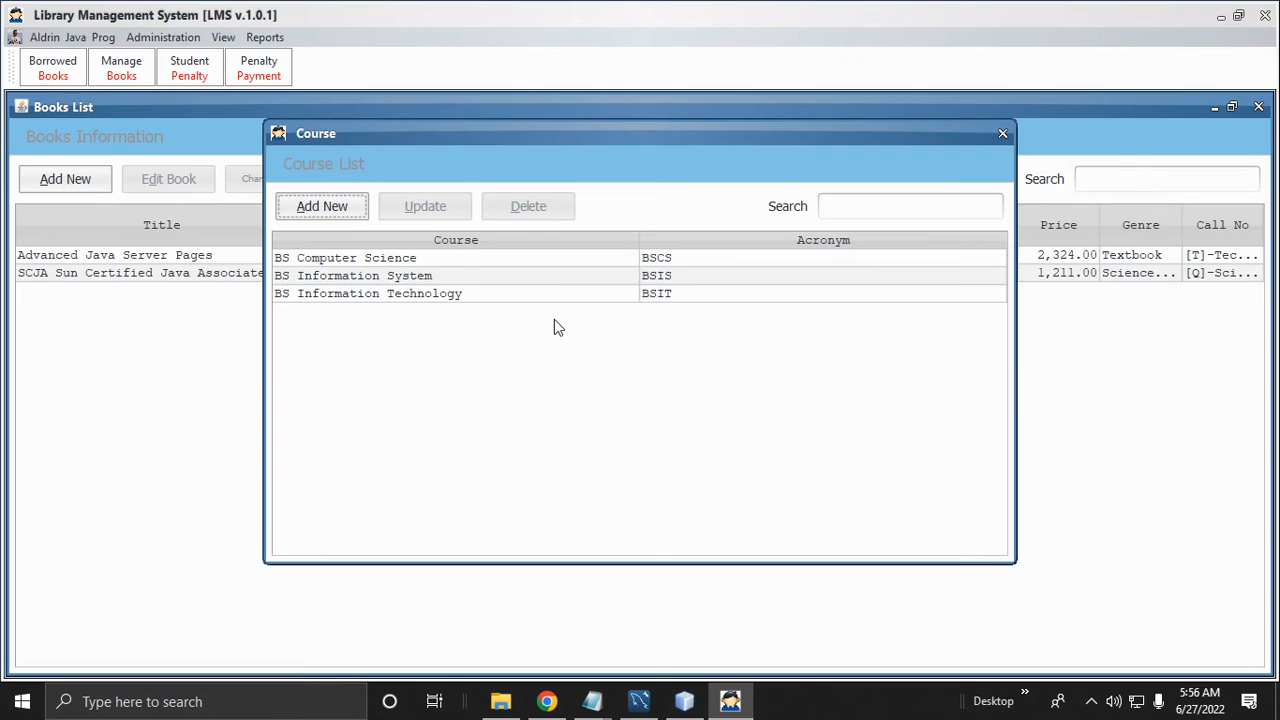 Library Management System [LMS v.1.0.1]
Aldrin Java Prog Administration View Reports
Borrowed Books
Manage Books
Student Penalty
Penalty Payment
Books List
Books Information
Add New Edit Book Search
Title Price Genre Call No
Advanced Java Server Pages 2,324.00 Textbook [T]-Tec...
SCJA Sun Certified Java Associate 1,211.00 Science... [Q]-Sci...
Course
Course List
Add New Update Delete Search
Course Acronym
BS Computer Science BSCS
BS Information System BSIS
BS Information Technology BSIT
Type here to search
Desktop
5:56 AM
6/27/2022